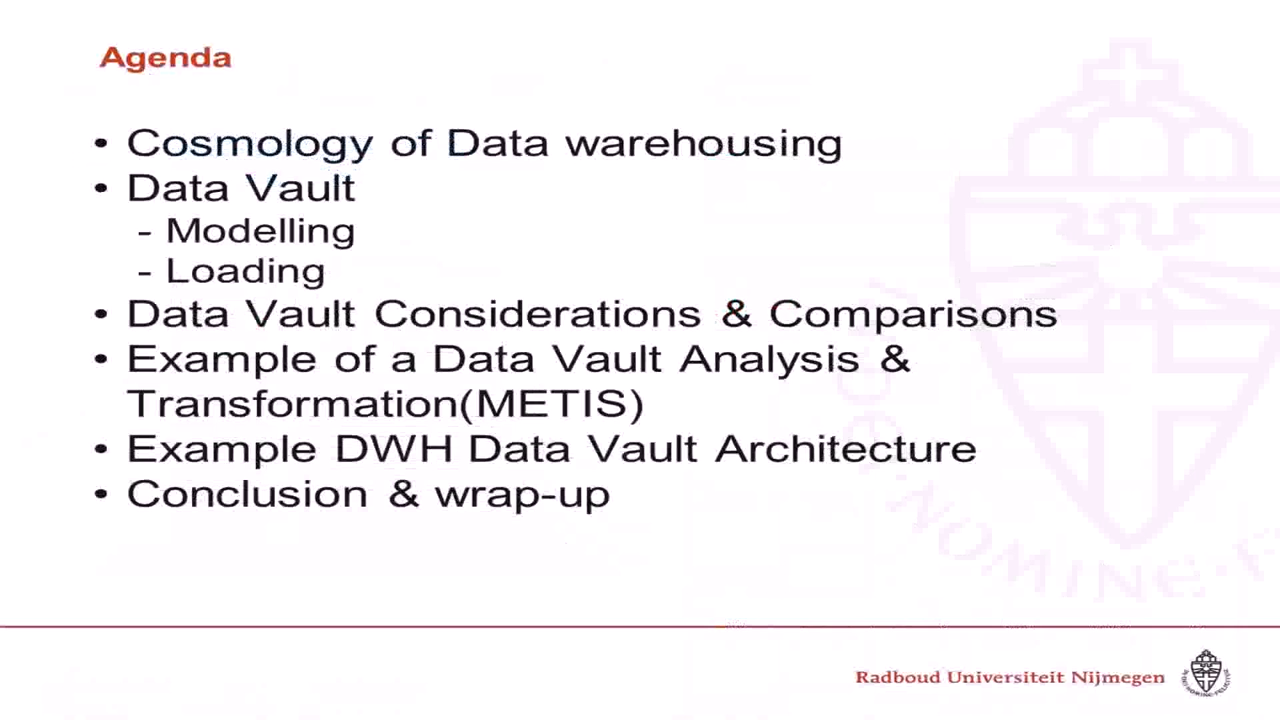 Agenda
• Cosmology of Data warehousing
• Data Vault
- Modelling
- Loading
• Data Vault Considerations & Comparisons
• Example of a Data Vault Analysis &
Transformation(METIS)
• Example DWH Data Vault Architecture
• Conclusion & wrap-up
NOMINE
Radboud Universiteit Nijmegen